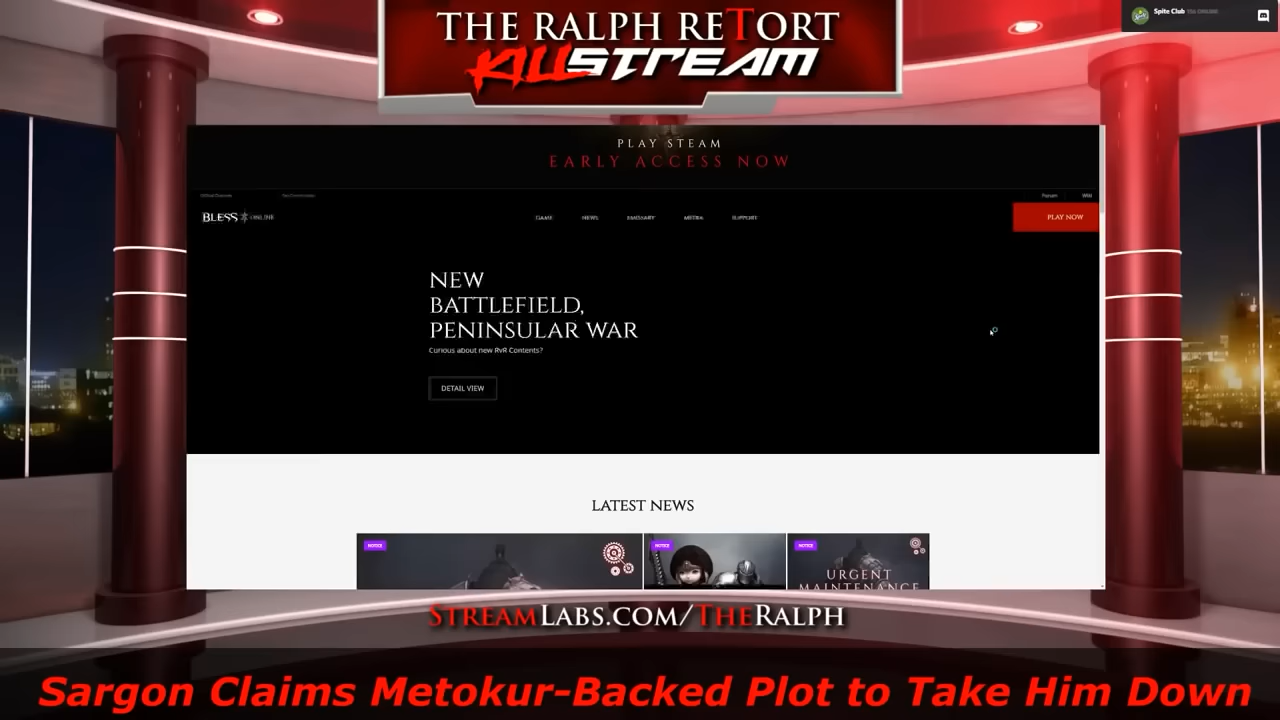 THE RALPH RETORT
KILLSTREAM
Spite Club
PLAY STEAM
EARLY ACCESS NOW
Forum
BLESS ONLINE
GAME
NEWS
EMISSARY
MEDIA
SUPPORT
PLAY NOW
NEW
BATTLEFIELD,
PENINSULAR WAR
Curious about new RvR Contents?
DETAIL VIEW
LATEST NEWS
NOTICE
NOTICE
NOTICE
URGENT
MAINTENANCE
STREAMLABS.COM/THERALPH
Sargon Claims Metokur-Backed Plot to Take Him Down